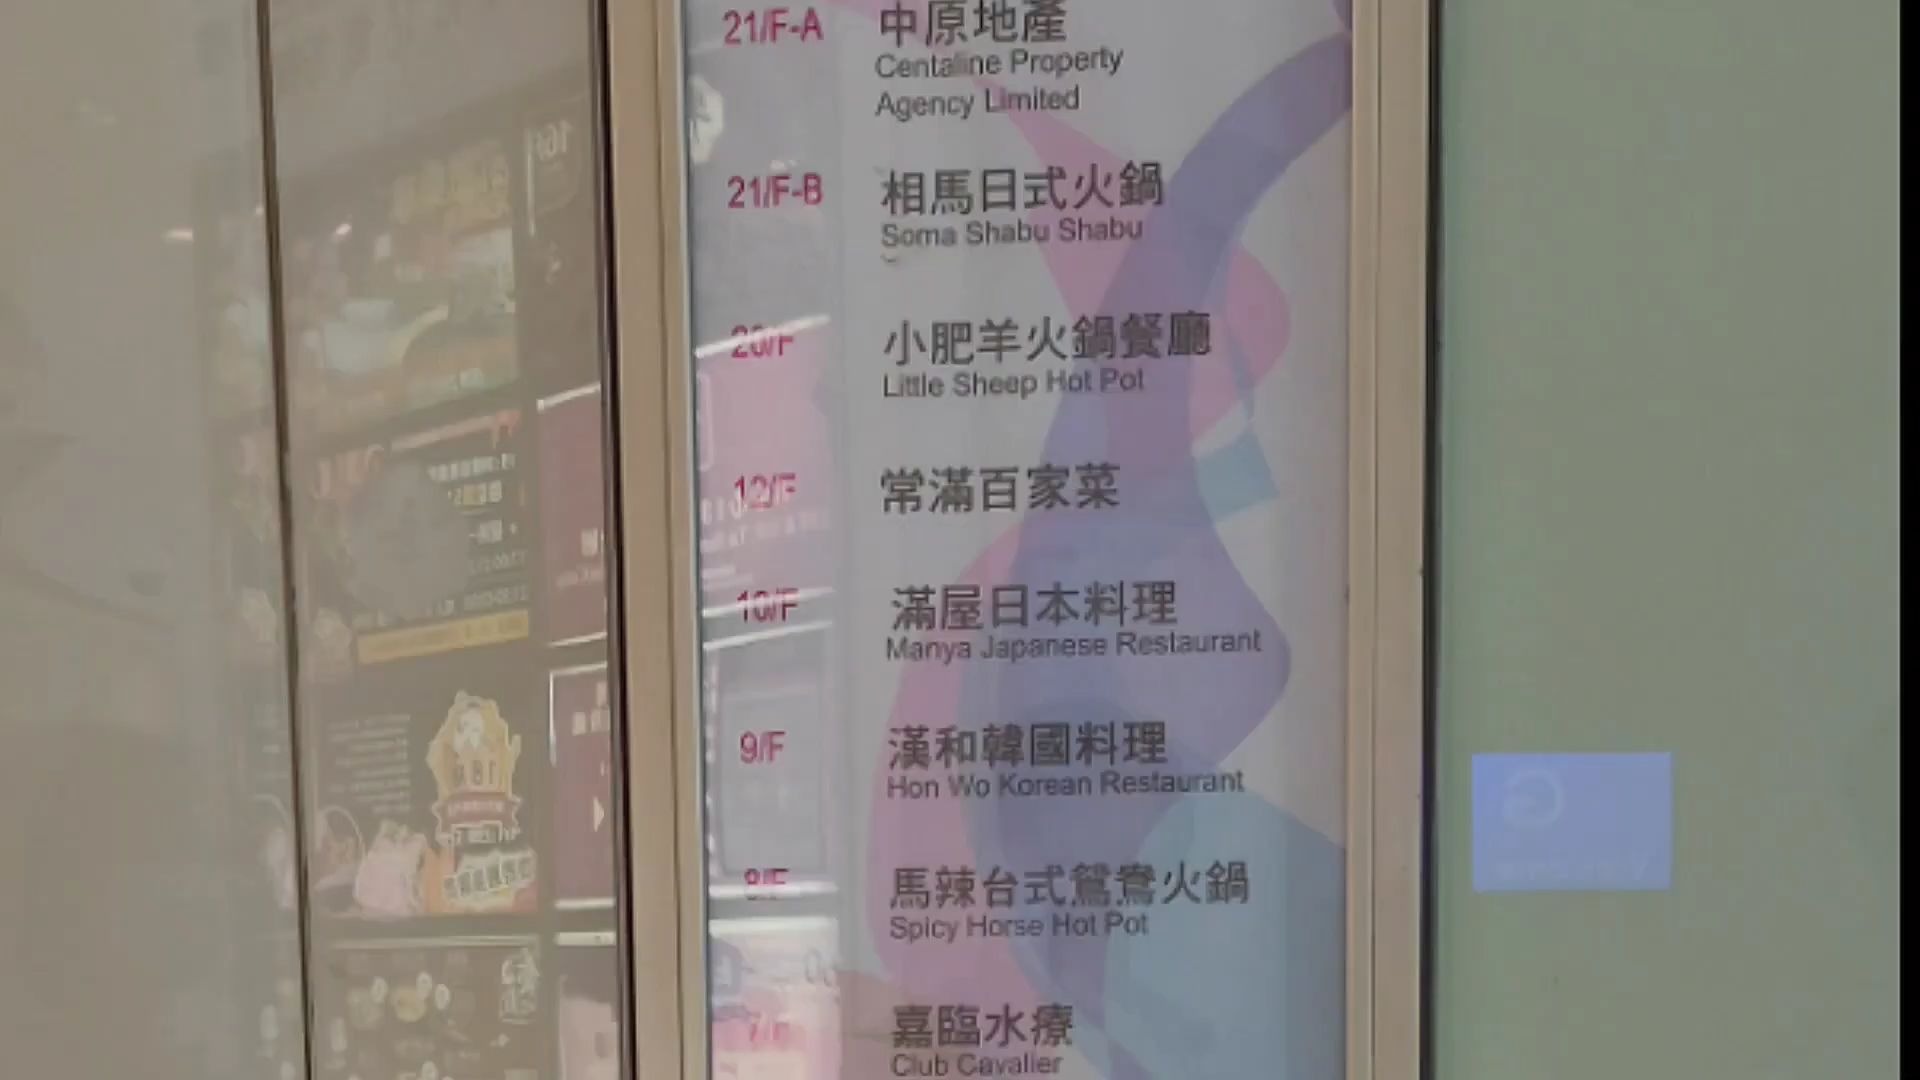 21/F-A 中原地產
Centaline Property
Agency Limited
21/F-B 相馬日式火鍋
Soma Shabu Shabu
20/F 小肥羊火鍋餐廳
Little Sheep Hot Pot
12/F 常滿百家菜
10/F 滿屋日本料理
Manya Japanese Restaurant
9/F 漢和韓國料理
Hon Wo Korean Restaurant
8/F 馬辣台式鴛鴦火鍋
Spicy Horse Hot Pot
7/F 嘉臨水療
Club Cavalier